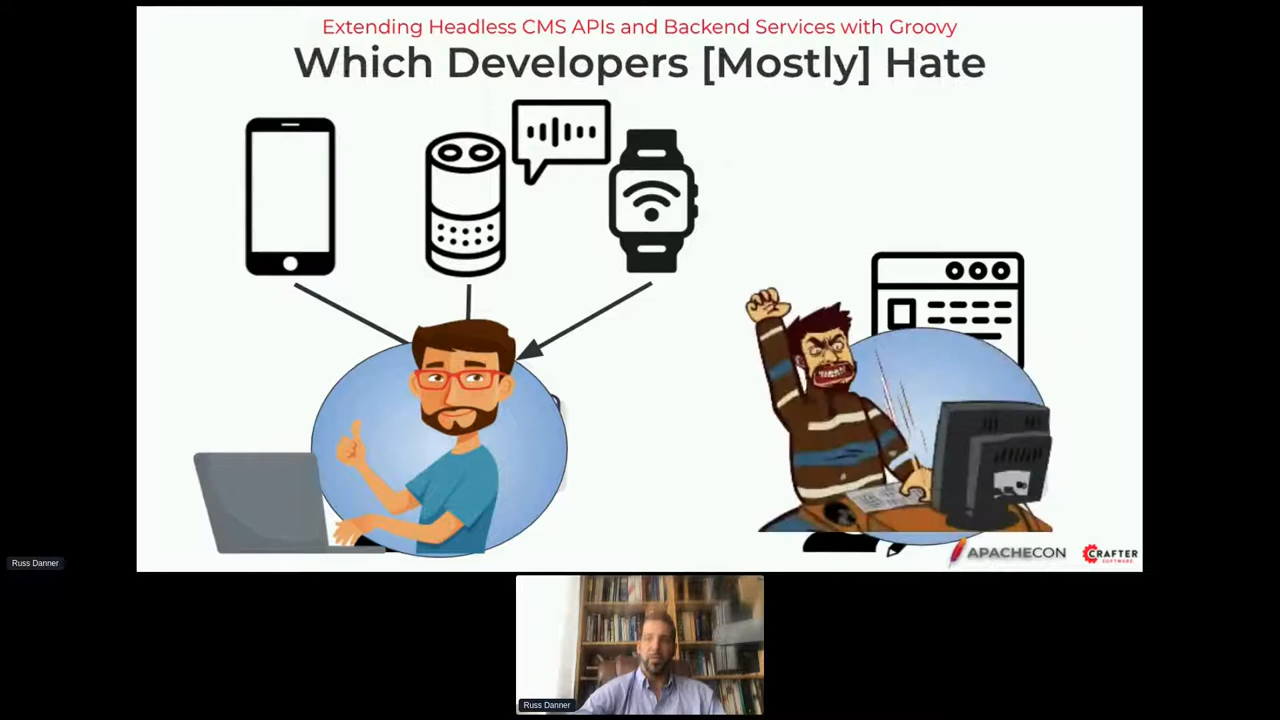 Extending Headless CMS APIs and Backend Services with Groovy
Which Developers [Mostly] Hate
APACHECON
CRAFTER
SOFTWARE
Russ Danner
Russ Danner